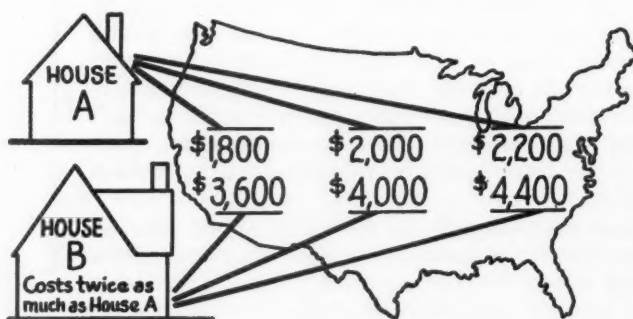 HOUSE
A
$1,800 $2,000 $2,200
$3,600 $4,000 $4,400
HOUSE
B
Costs twice as
much as House A